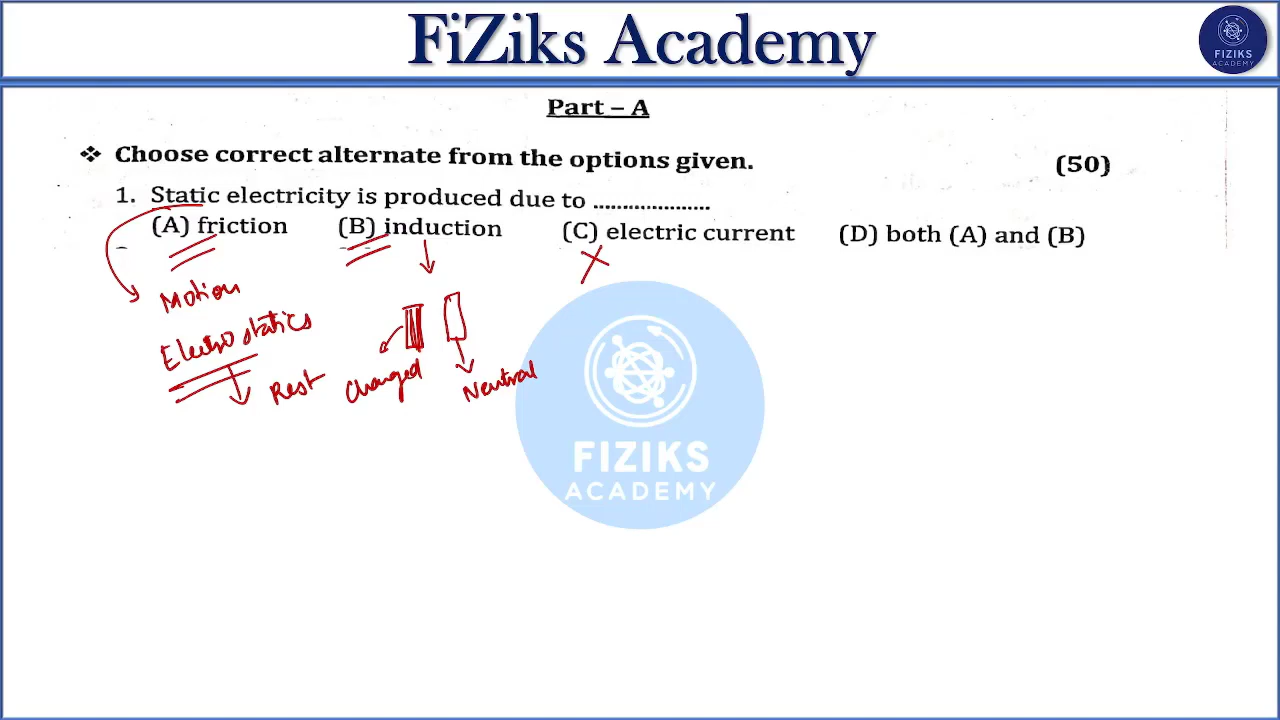 FiZiks Academy
FIZIKS
ACADEMY
Part – A
❖ Choose correct alternate from the options given. (50)
1. Static electricity is produced due to ....................
(A) friction (B) induction (C) electric current (D) both (A) and (B)
Motion
Electrostatics
Rest
Charged
Neutral
FIZIKS
ACADEMY